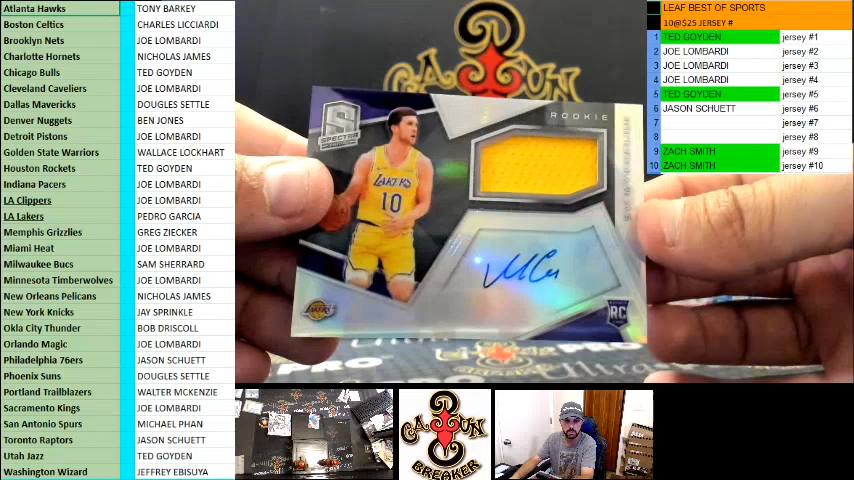 Atlanta Hawks TONY BARKEY
Boston Celtics CHARLES LICCIARDI
Brooklyn Nets JOE LOMBARDI
Charlotte Hornets NICHOLAS JAMES
Chicago Bulls TED GOYDEN
Cleveland Caveliers JOE LOMBARDI
Dallas Mavericks DOUGLES SETTLE
Denver Nuggets BEN JONES
Detroit Pistons JOE LOMBARDI
Golden State Warriors WALLACE LOCKHART
Houston Rockets TED GOYDEN
Indiana Pacers JOE LOMBARDI
LA Clippers JOE LOMBARDI
LA Lakers PEDRO GARCIA
Memphis Grizzlies GREG ZIECKER
Miami Heat JOE LOMBARDI
Milwaukee Bucs SAM SHERRARD
Minnesota Timberwolves JOE LOMBARDI
New Orleans Pelicans NICHOLAS JAMES
New York Knicks JAY SPRINKLE
Okla City Thunder BOB DRISCOLL
Orlando Magic JOE LOMBARDI
Philadelphia 76ers JASON SCHUETT
Phoenix Suns DOUGLES SETTLE
Portland Trailblazers WALTER MCKENZIE
Sacramento Kings JOE LOMBARDI
San Antonio Spurs MICHAEL PHAN
Toronto Raptors JASON SCHUETT
Utah Jazz TED GOYDEN
Washington Wizard JEFFREY EBISUYA
LEAF BEST OF SPORTS
10@$25 JERSEY #
1 TED GOYDEN jersey #1
2 JOE LOMBARDI jersey #2
3 JOE LOMBARDI jersey #3
4 JOE LOMBARDI jersey #4
5 TED GOYDEN jersey #5
6 JASON SCHUETT jersey #6
7 jersey #7
8 jersey #8
9 ZACH SMITH jersey #9
10 ZACH SMITH jersey #10
S
SPECTRA
ROOKIE
LAKERS
10
LAKERS
RC
PRO
CAJUN
BREAKER